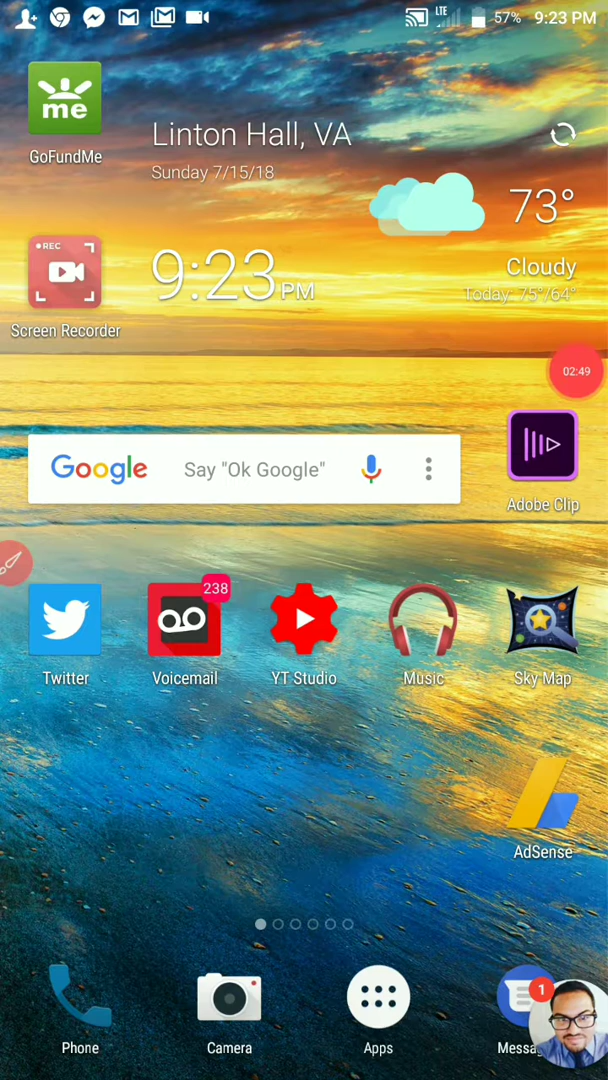 LTE 57% 9:23 PM
me
GoFundMe
Linton Hall, VA
Sunday 7/15/18
73°
REC
9:23 PM
Cloudy
Today: 75°/64°
Screen Recorder
02:49
Google Say "Ok Google"
Adobe Clip
238
Twitter Voicemail YT Studio Music Sky Map
AdSense
1
Phone Camera Apps Messa